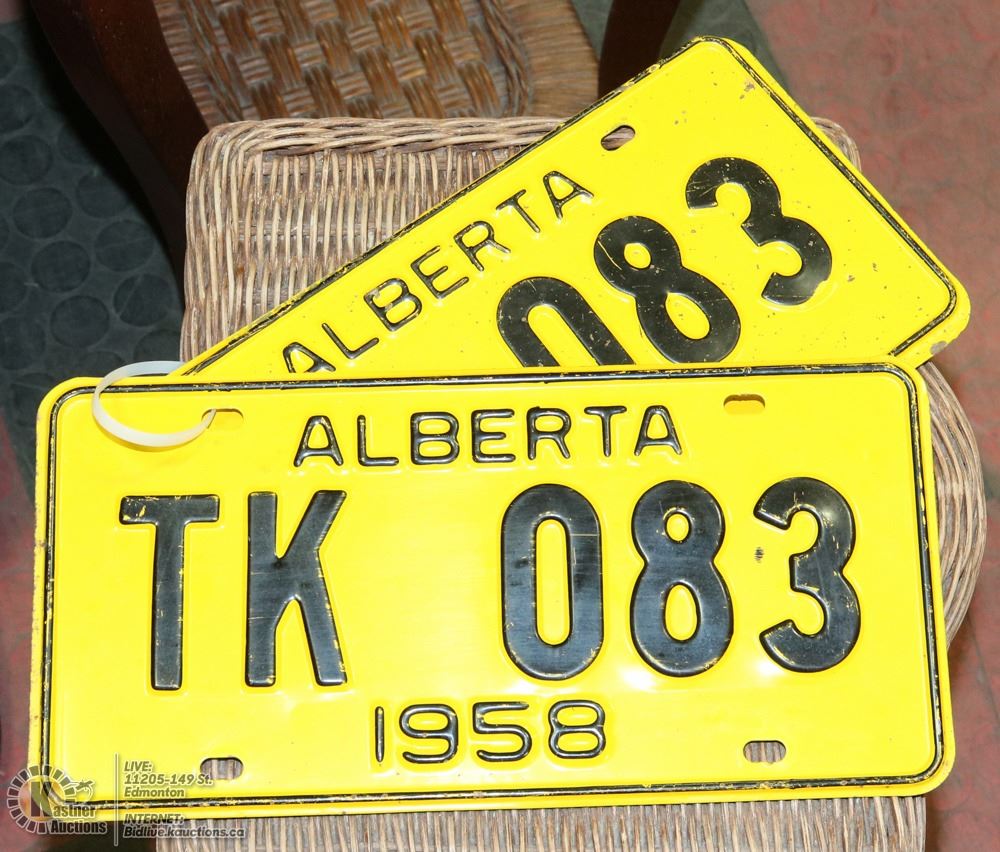 ALBERTA
083
ALBERTA
TK 083
1958
Kastner
Auctions
LIVE:
11205-149 St.
Edmonton
INTERNET:
Bidlive.kauctions.ca